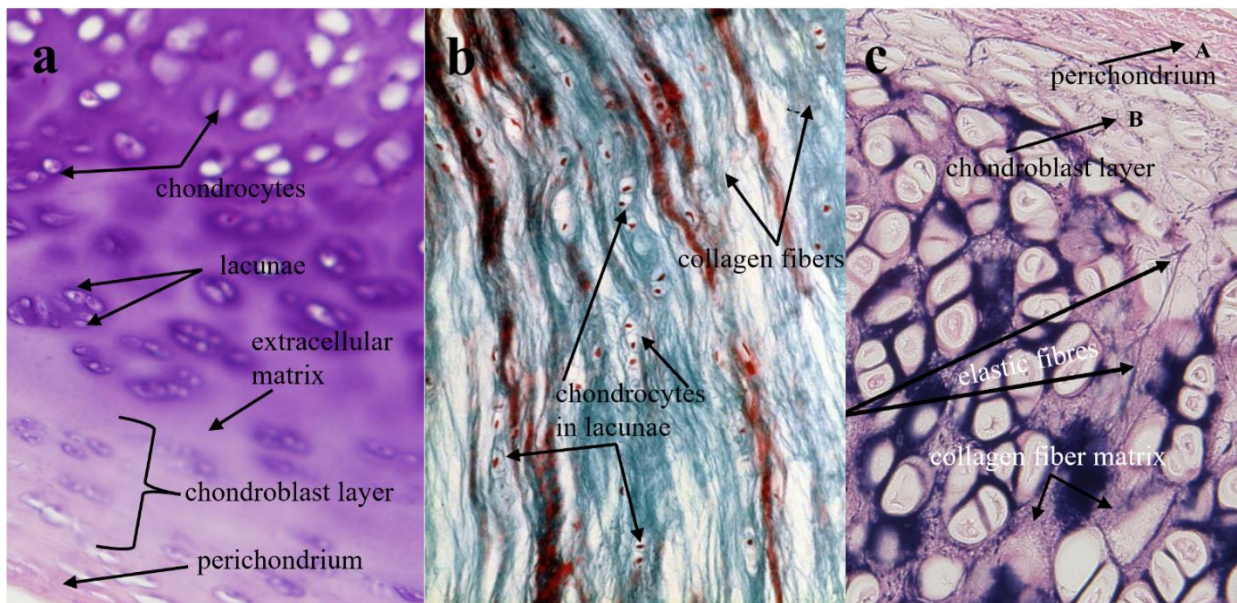 a
chondrocytes
lacunae
extracellular
matrix
chondroblast layer
perichondrium
b
collagen fibers
chondrocytes
in lacunae
c
A
perichondrium
B
chondroblast layer
elastic fibres
collagen fiber matrix